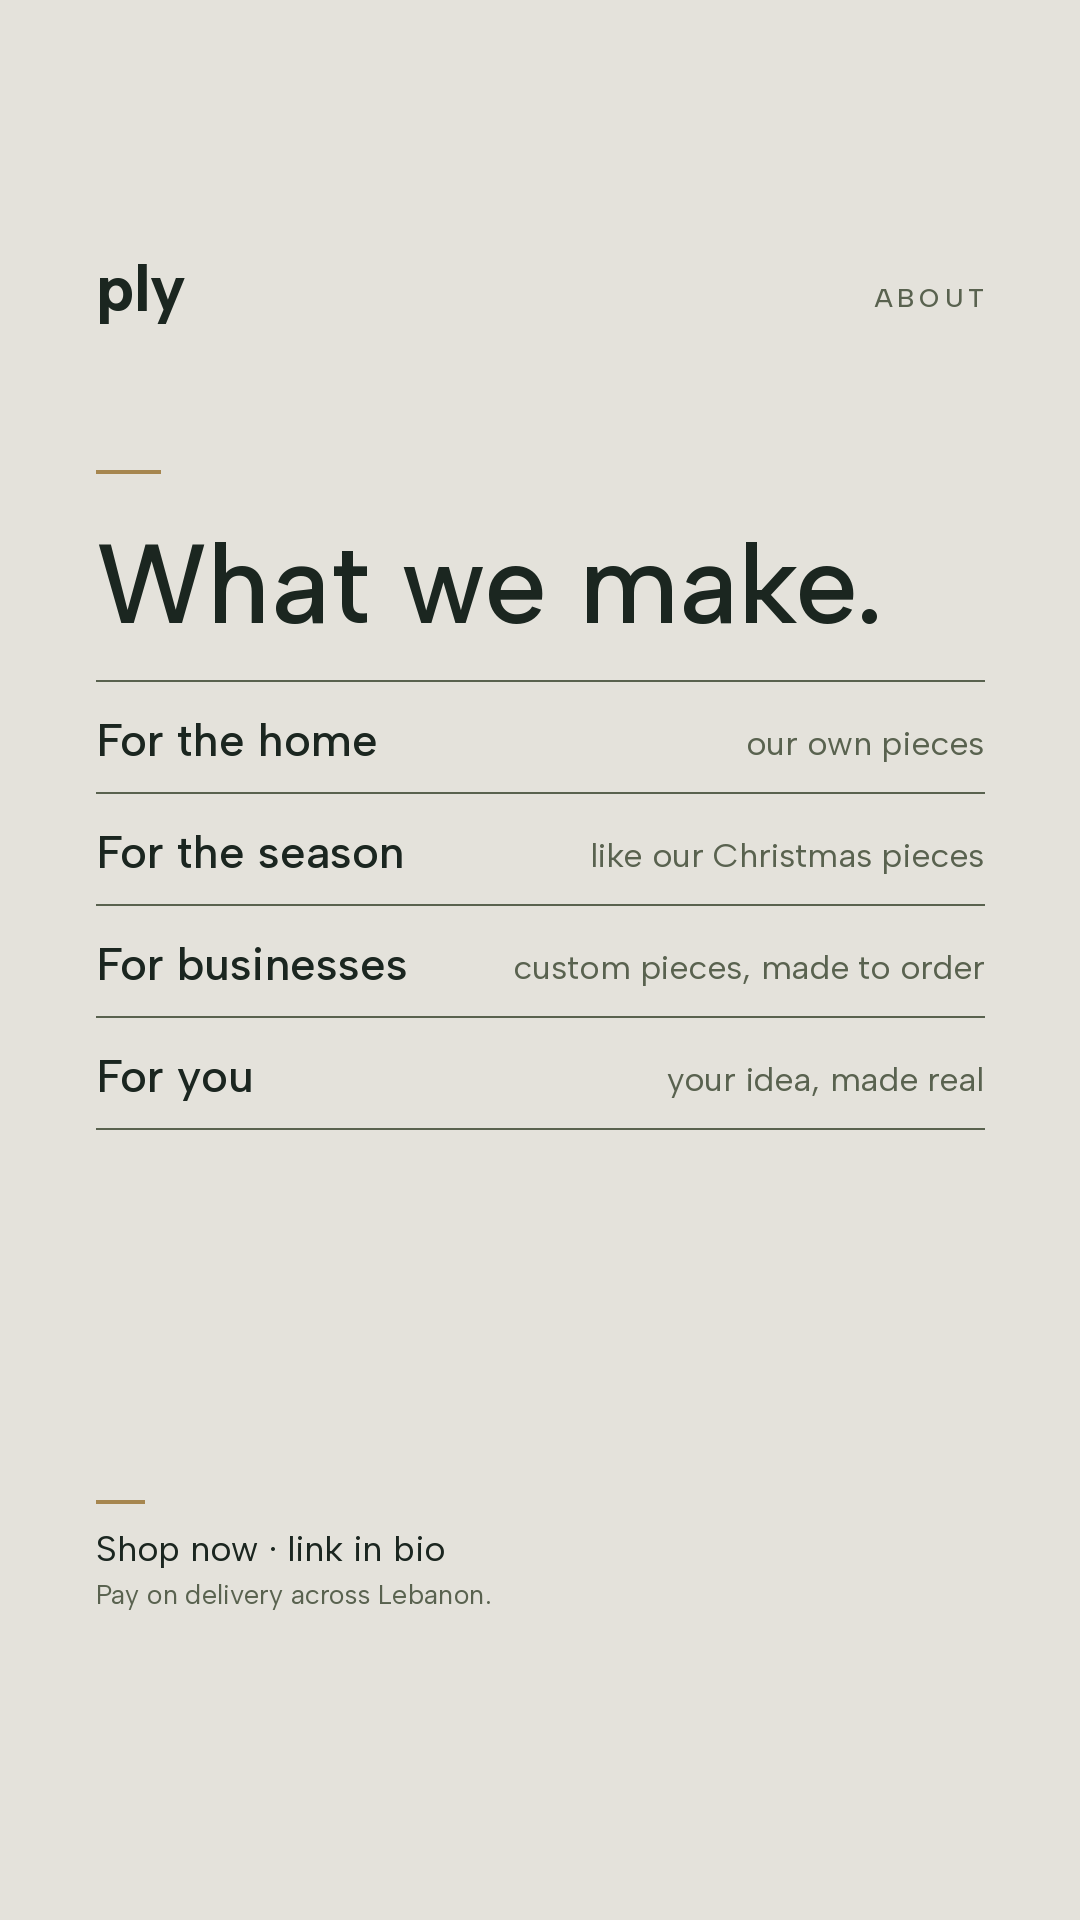 ply
ABOUT
What we make.
For the home our own pieces
For the season like our Christmas pieces
For businesses custom pieces, made to order
For you your idea, made real
Shop now · link in bio
Pay on delivery across Lebanon.